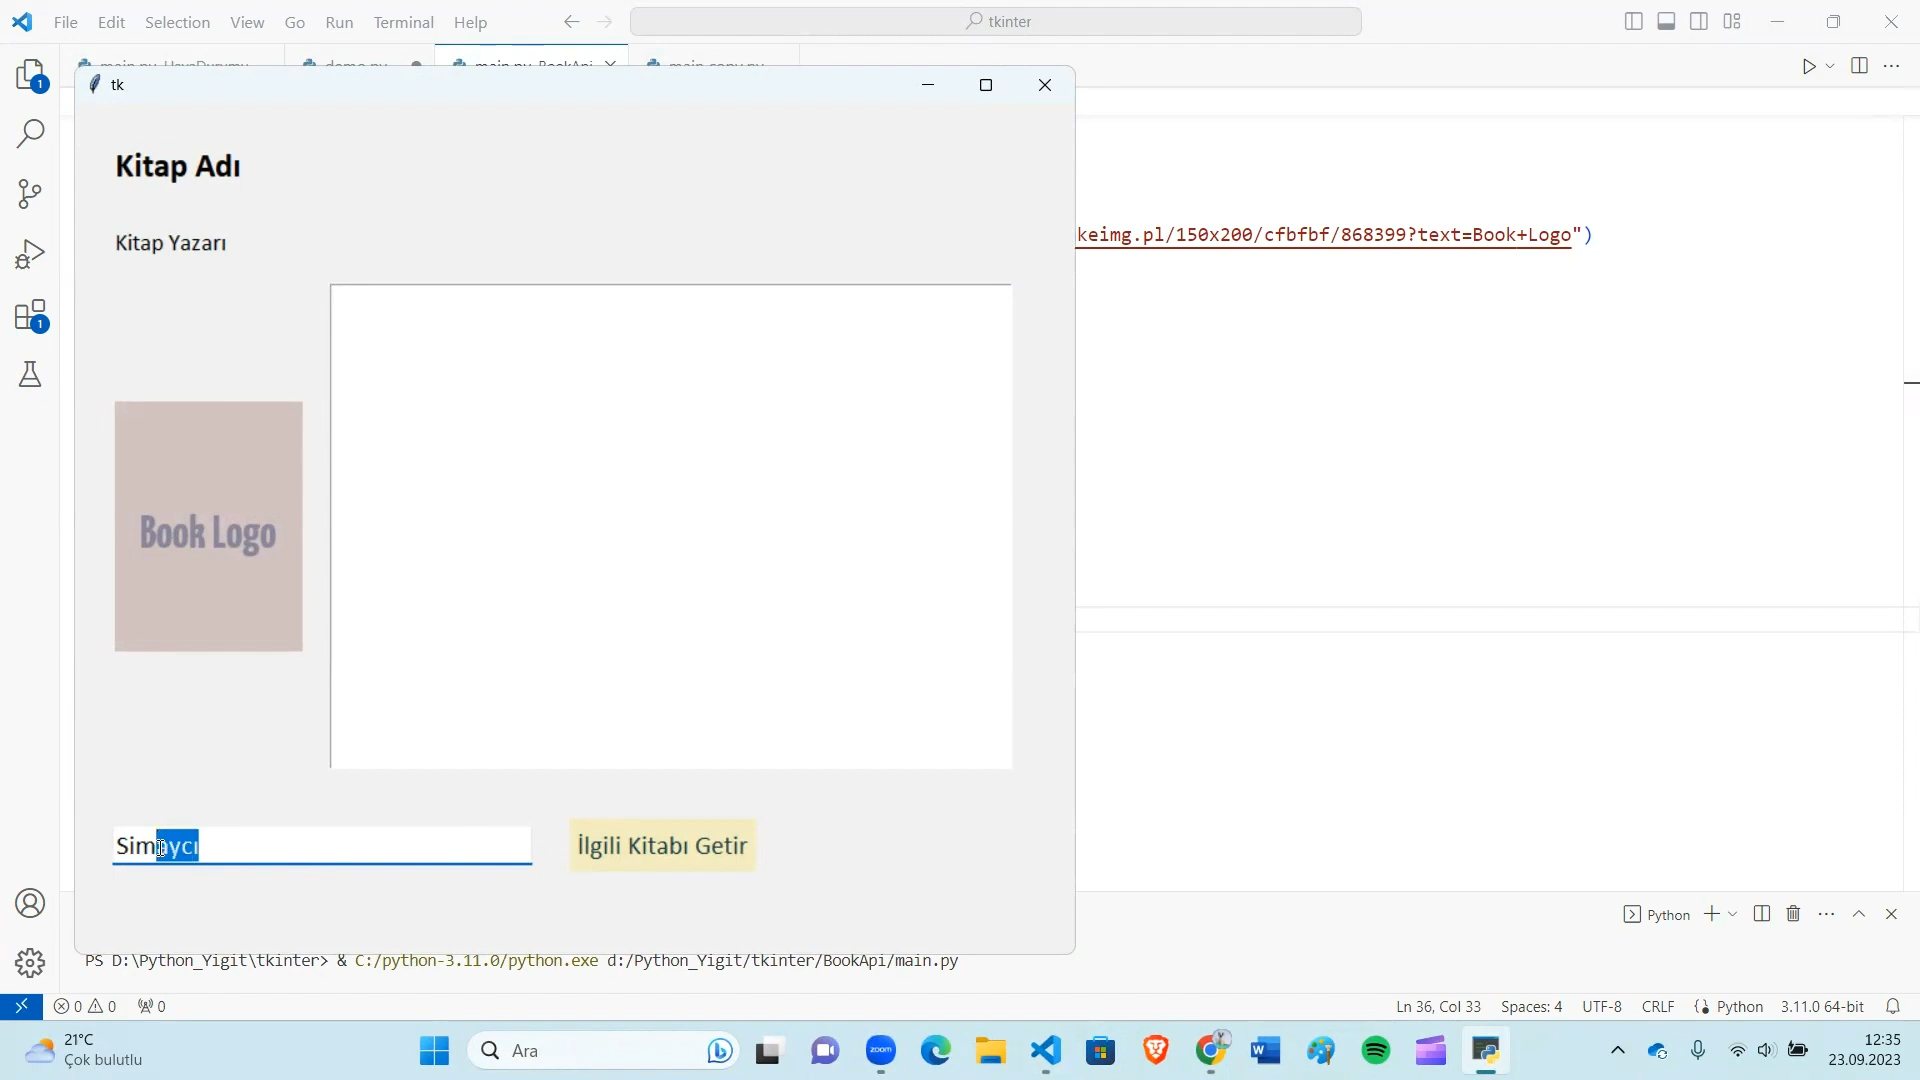 File Edit Selection View Go Run Terminal Help
tkinter
tk
Kitap Adı
Kitap Yazarı
keimg.pl/150x200/cfbfbf/868399?text=Book+Logo")
Book Logo
Simyacı
İlgili Kitabı Getir
Python
PS D:\Python_Yigit\tkinter> & C:/python-3.11.0/python.exe d:/Python_Yigit/tkinter/BookApi/main.py
0 0 0
Ln 36, Col 33 Spaces: 4 UTF-8 CRLF Python 3.11.0 64-bit
21°C
Çok bulutlu
Ara
zoom
12:35
23.09.2023
1
1